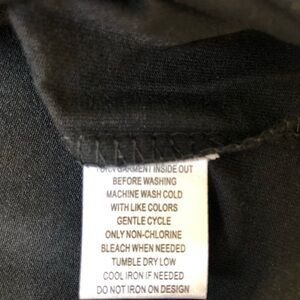 TURN GARMENT INSIDE OUT
BEFORE WASHING
MACHINE WASH COLD
WITH LIKE COLORS
GENTLE CYCLE
ONLY NON-CHLORINE
BLEACH WHEN NEEDED
TUMBLE DRY LOW
COOL IRON IF NEEDED
DO NOT IRON ON DESIGN